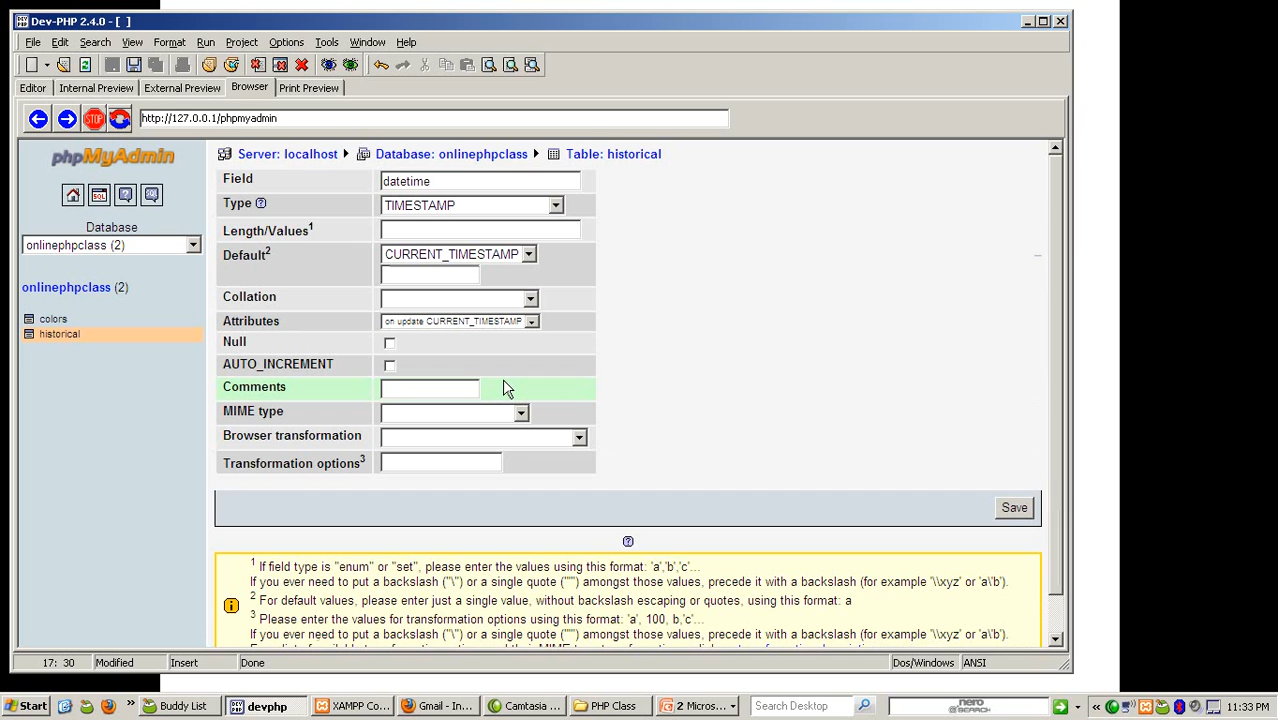 Dev-PHP 2.4.0 - [ ]
File Edit Search View Format Run Project Options Tools Window Help
Editor Internal Preview External Preview Browser Print Preview
http://127.0.0.1/phpmyadmin
phpMyAdmin
Server: localhost Database: onlinephpclass Table: historical
Field datetime
Type TIMESTAMP
Length/Values1
Default2 CURRENT_TIMESTAMP
Collation
Attributes on update CURRENT_TIMESTAMP
Null
AUTO_INCREMENT
Comments
MIME type
Browser transformation
Transformation options3
SQL
Database
onlinephpclass (2)
onlinephpclass (2)
colors
historical
Save
1 If field type is "enum" or "set", please enter the values using this format: 'a','b','c'...
If you ever need to put a backslash ("\") or a single quote ("'") amongst those values, precede it with a backslash (for example '\\xyz' or 'a\'b').
2 For default values, please enter just a single value, without backslash escaping or quotes, using this format: a
3 Please enter the values for transformation options using this format: 'a', 100, b,'c'...
If you ever need to put a backslash ("\") or a single quote ("'") amongst those values, precede it with a backslash (for example '\\xyz' or 'a\'b').
17: 30 Modified Insert Done Dos/Windows ANSI
Start Buddy List devphp XAMPP Co... Gmail - Iv... Camtasia ... PHP Class 2 Micros... Search Desktop nero SEARCH 11:33 PM
STOP